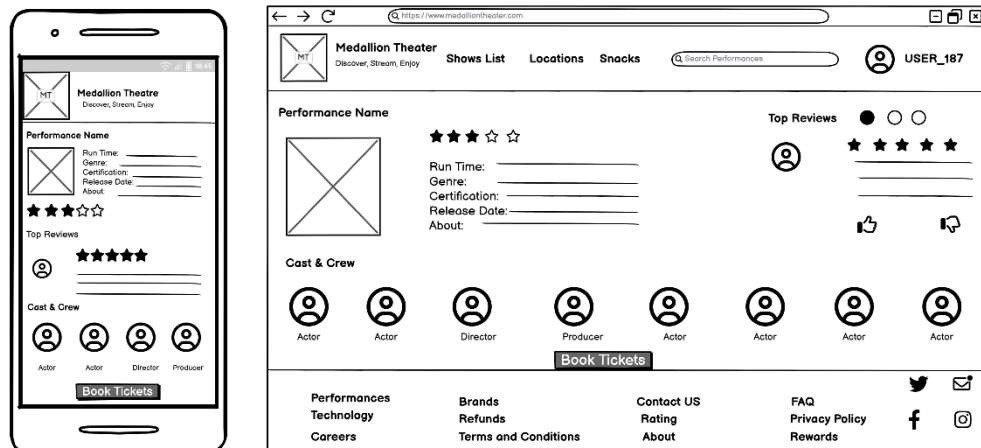 19:45
MT
Medallion Theatre
Discover, Stream, Enjoy
Performance Name
Run Time:
Genre:
Certification:
Release Date:
About:
Top Reviews
Cast & Crew
Actor Actor Director Producer
Book Tickets
https://www.medalliontheater.com
MT
Medallion Theater
Discover, Stream, Enjoy
Shows List Locations Snacks
Search Performances
USER_187
Performance Name
Run Time:
Genre:
Certification:
Release Date:
About:
Top Reviews
Cast & Crew
Actor Actor Director Producer Actor Actor Actor Actor
Book Tickets
Performances Brands Contact US FAQ
Technology Refunds Rating Privacy Policy
Careers Terms and Conditions About Rewards